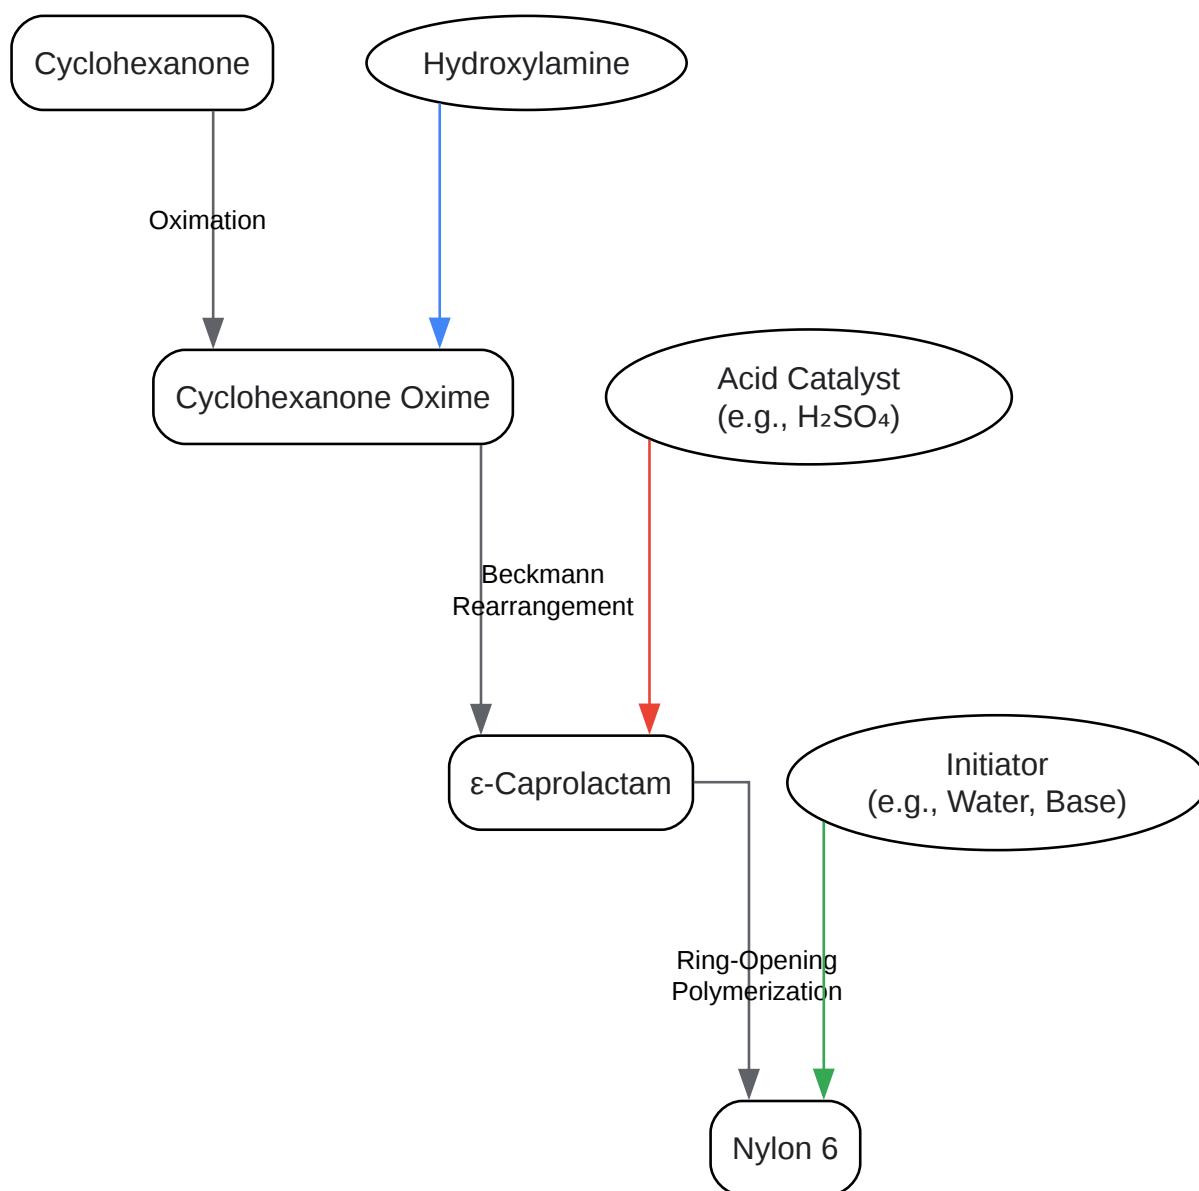 Cyclohexanone
Hydroxylamine
Oximation
Cyclohexanone Oxime
Acid Catalyst
(e.g., H₂SO₄)
Beckmann
Rearrangement
ε-Caprolactam
Initiator
(e.g., Water, Base)
Ring-Opening
Polymerization
Nylon 6